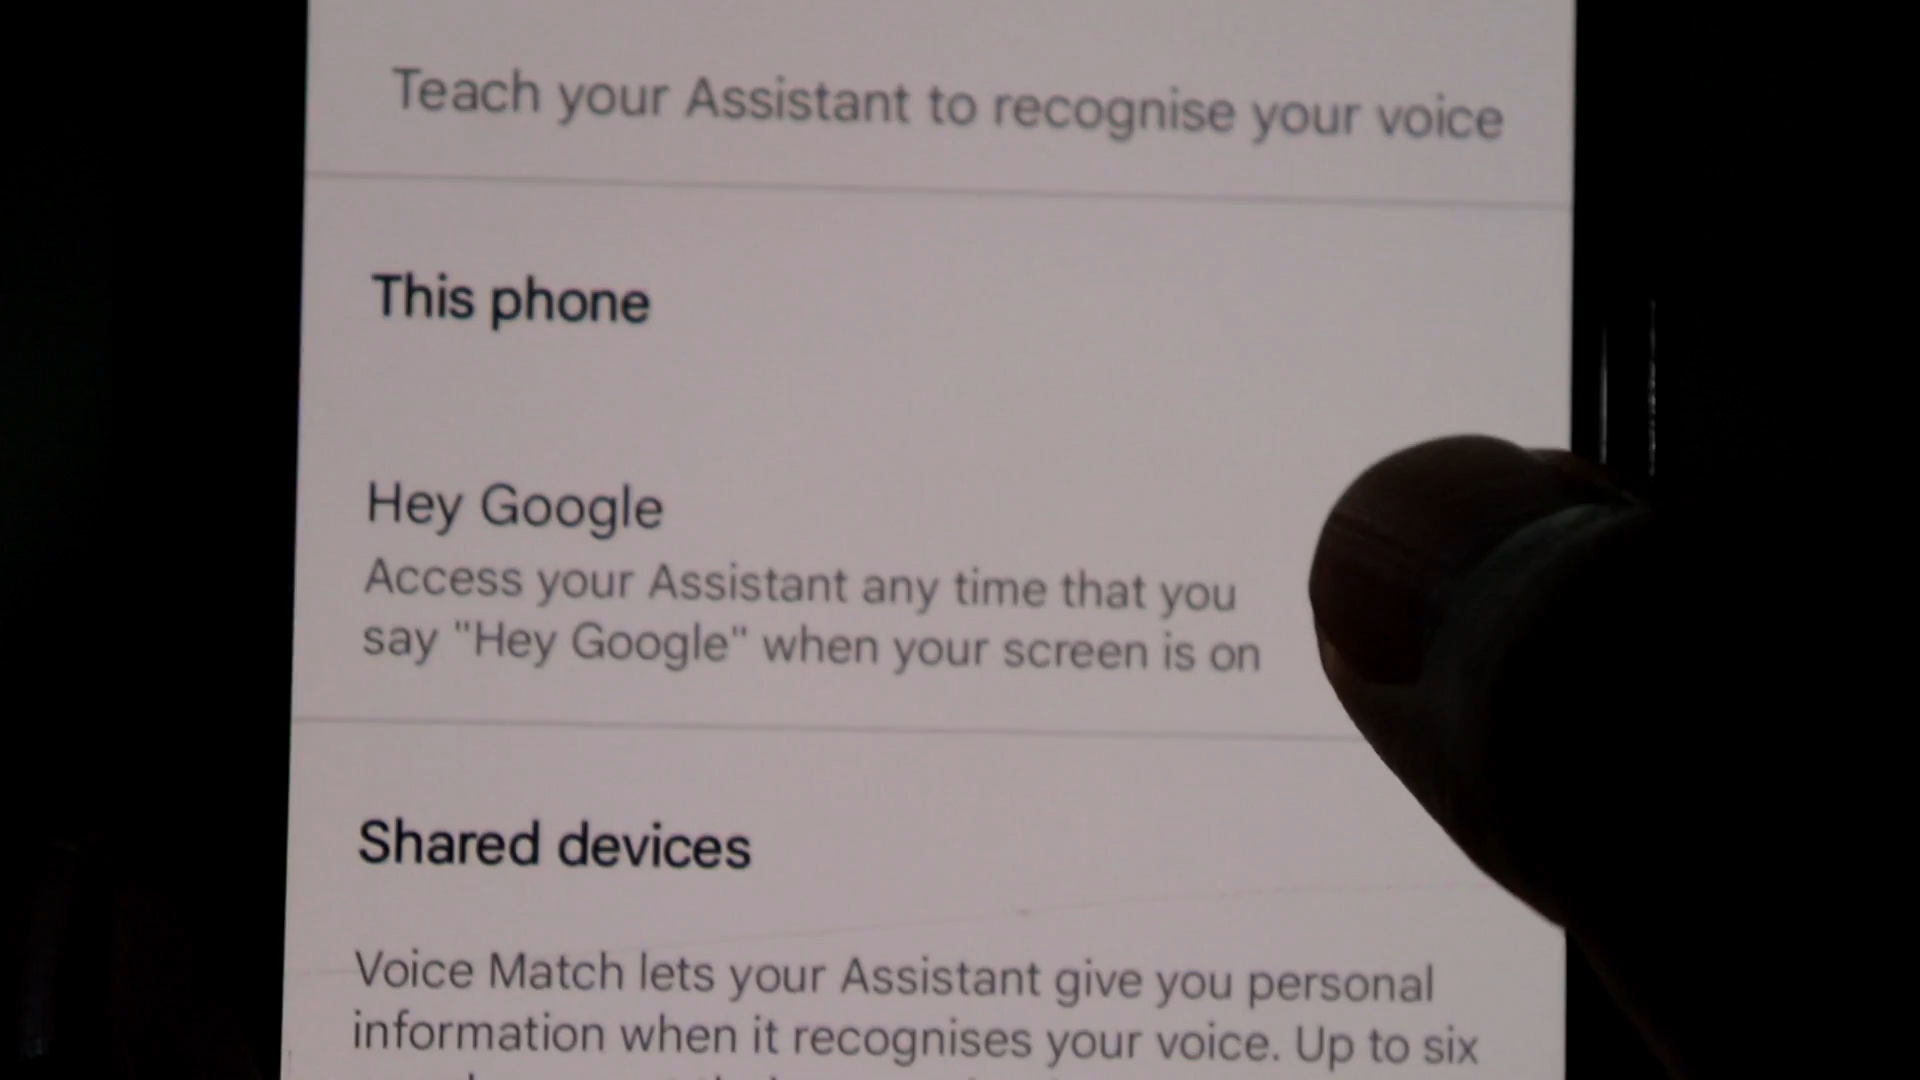 Teach your Assistant to recognise your voice
This phone
Hey Google
Access your Assistant any time that you
say "Hey Google" when your screen is on
Shared devices
Voice Match lets your Assistant give you personal
information when it recognises your voice. Up to six